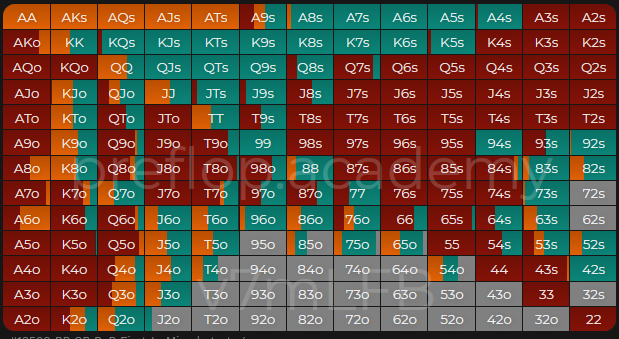 AA AKs AQs AJs ATs A9s A8s A7s A6s A5s A4s A3s A2s
AKo KK KQs KJs KTs K9s K8s K7s K6s K5s K4s K3s K2s
AQo KQo QQ QJs QTs Q9s Q8s Q7s Q6s Q5s Q4s Q3s Q2s
AJo KJo QJo JJ JTs J9s J8s J7s J6s J5s J4s J3s J2s
ATo KTo QTo JTo TT T9s T8s T7s T6s T5s T4s T3s T2s
A9o K9o Q9o J9o T9o 99 98s 97s 96s 95s 94s 93s 92s
A8o K8o Q8o J8o T8o 98o 88 87s 86s 85s 84s 83s 82s
preflop.academy
A7o K7o Q7o J7o T7o 97o 87o 77 76s 75s 74s 73s 72s
A6o K6o Q6o J6o T6o 96o 86o 76o 66 65s 64s 63s 62s
A5o K5o Q5o J5o T5o 95o 85o 75o 65o 55 54s 53s 52s
A4o K4o Q4o J4o T4o 94o 84o 74o 64o 54o 44 43s 42s
V7mLFB
A3o K3o Q3o J3o T3o 93o 83o 73o 63o 53o 43o 33 32s
A2o K2o Q2o J2o T2o 92o 82o 72o 62o 52o 42o 32o 22